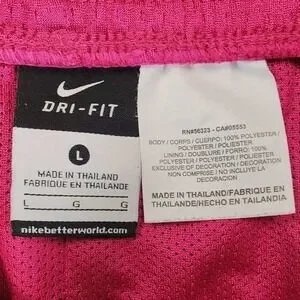 DRI-FIT
L
MADE IN THAILAND
FABRIQUE EN THAILANDE
L G G
nikebetterworld.com
RN#56323 - CA#05553
BODY / CORPS / CUERPO: 100% POLYESTER /
POLYESTER / POLIESTER
LINING / DOUBLURE / FORRO: 100%
POLYESTER / POLYESTER / POLIESTER
EXCLUSIVE OF DECORATION / DECORATION
NON COMPRISE / NO INCLUYE LA
DECORACION
MADE IN THAILAND/FABRIQUE EN
THAILANDE/HECHO EN TAILANDIA